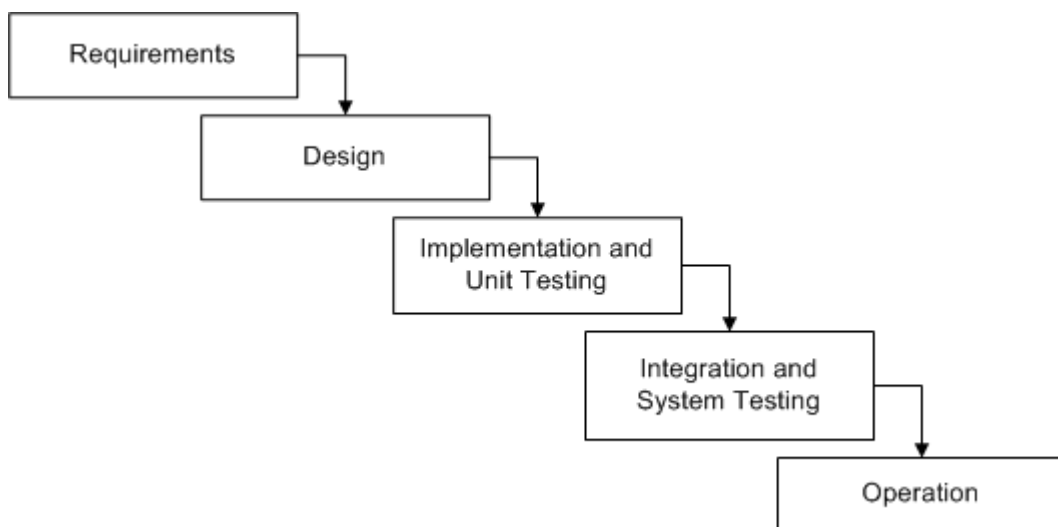 Requirements
Design
Implementation and
Unit Testing
Integration and
System Testing
Operation